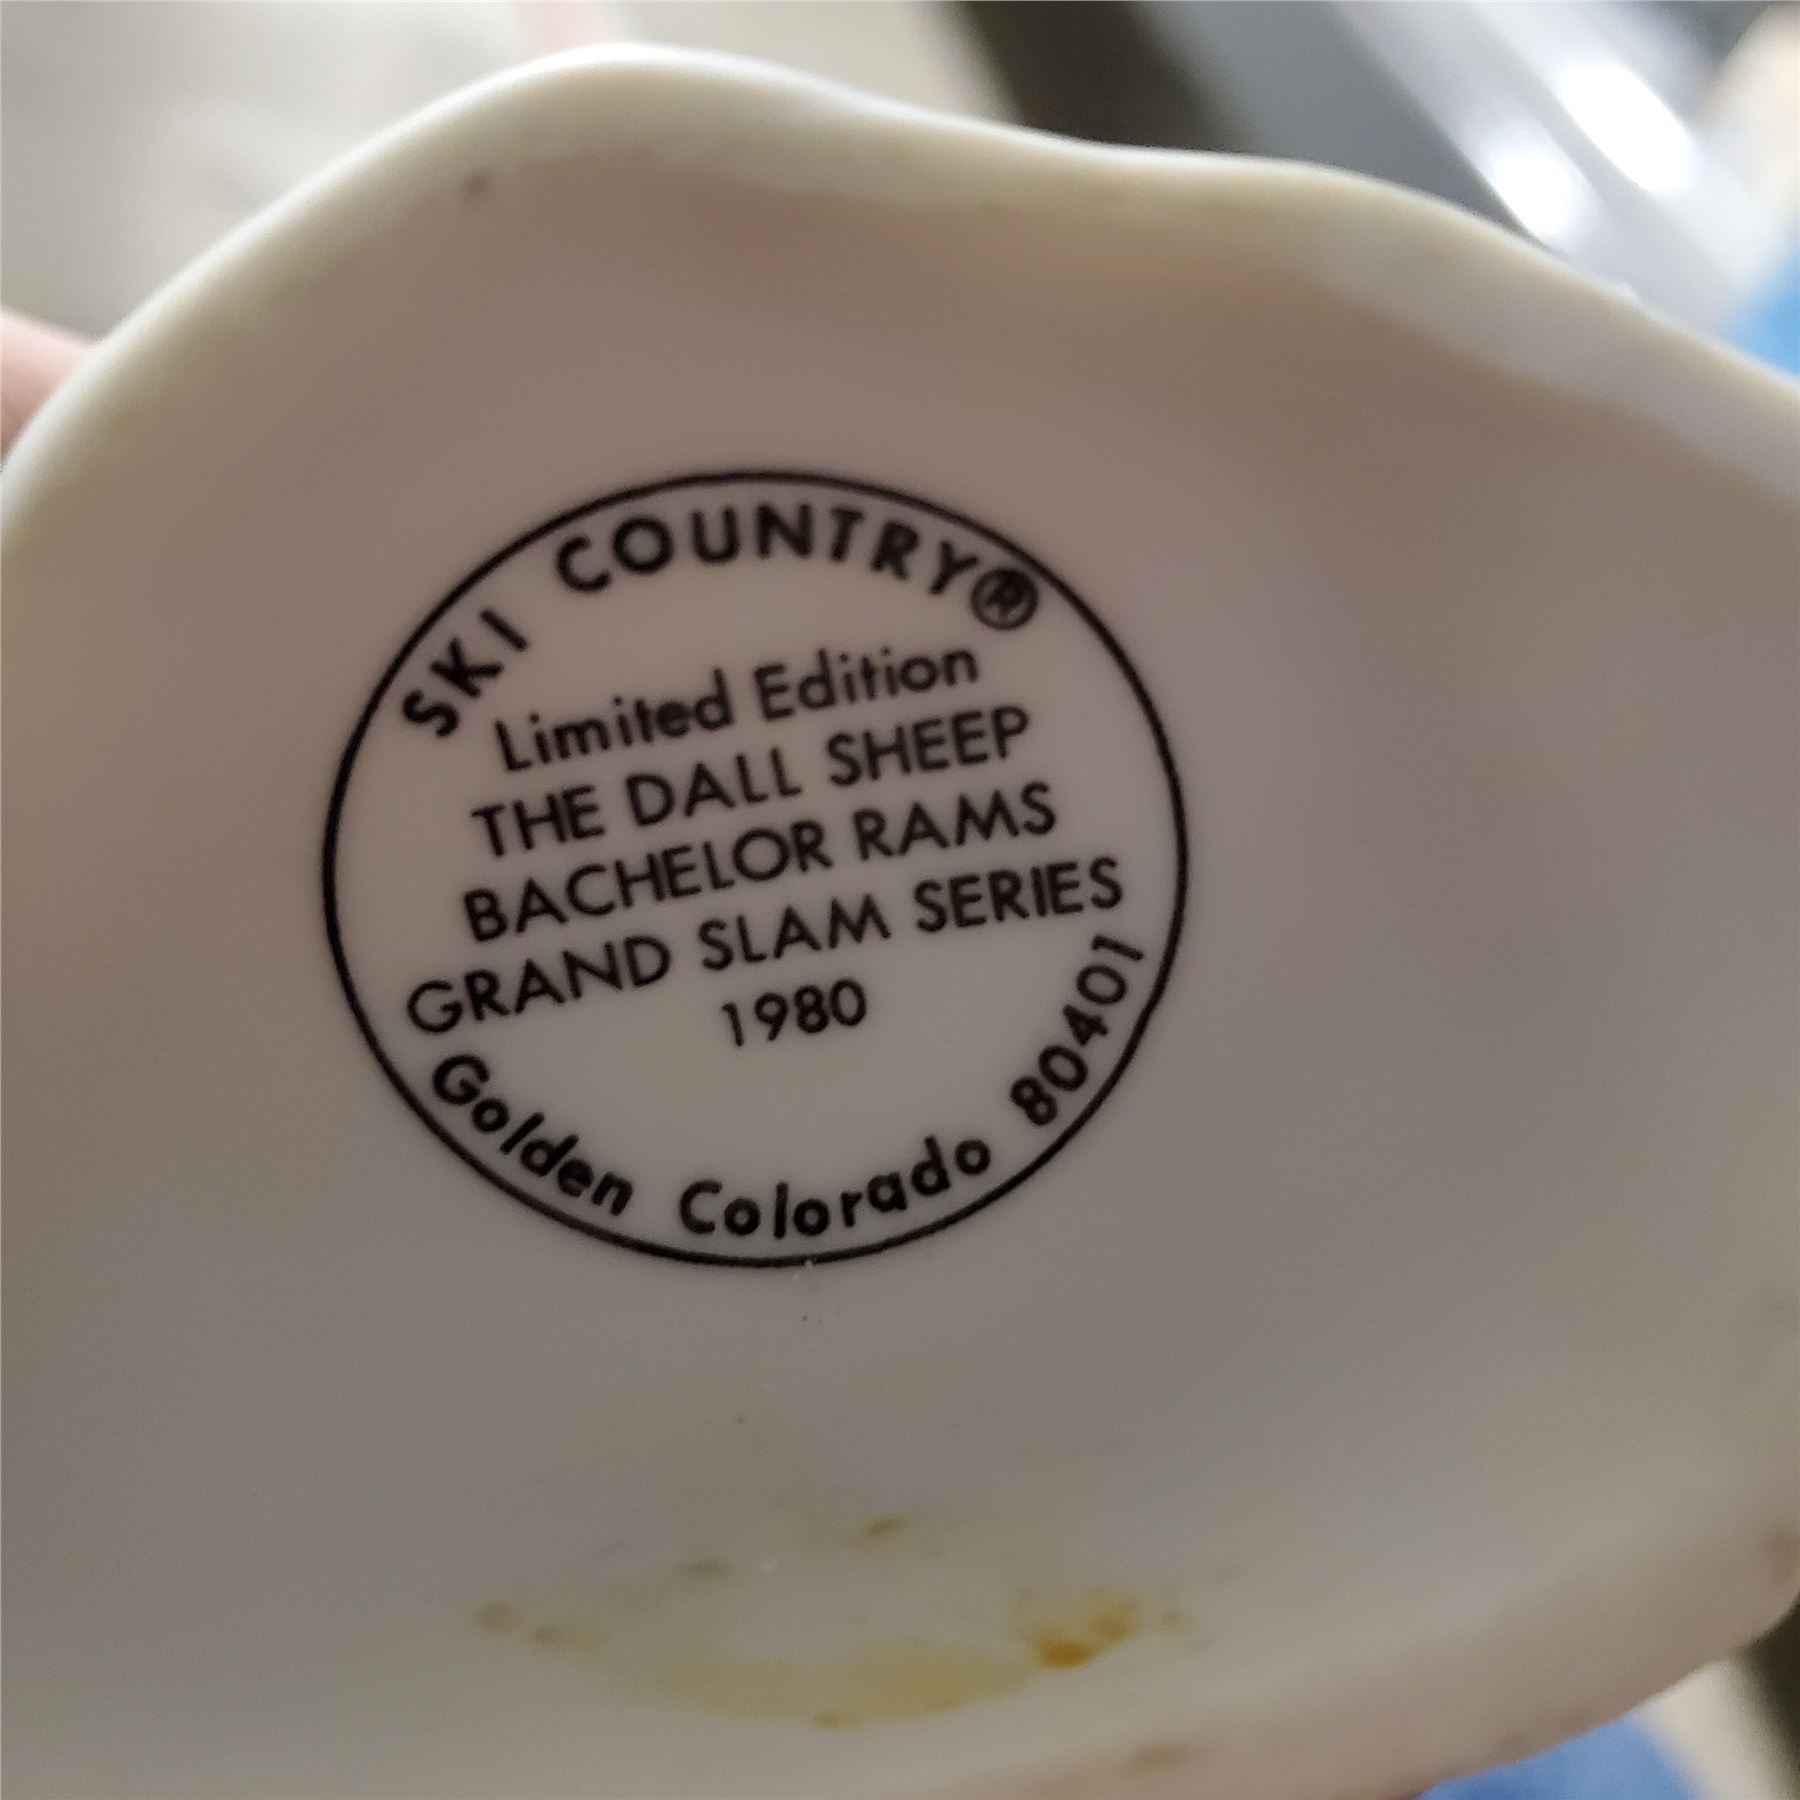 SKI COUNTRY®
Limited Edition
THE DALL SHEEP
BACHELOR RAMS
GRAND SLAM SERIES
1980
Golden Colorado 80401